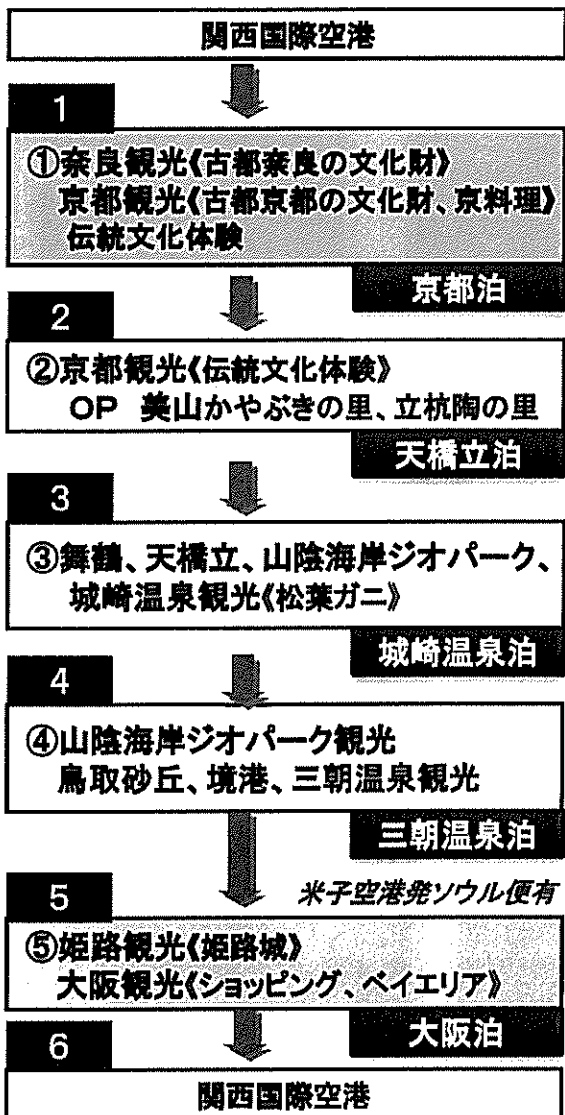 関西国際空港
1
①奈良観光《古都奈良の文化財》
京都観光《古都京都の文化財、京料理》
伝統文化体験
京都泊
2
②京都観光《伝統文化体験》
OP 美山かやぶきの里、立杭陶の里
天橋立泊
3
③舞鶴、天橋立、山陰海岸ジオパーク、
城崎温泉観光《松葉ガニ》
城崎温泉泊
4
④山陰海岸ジオパーク観光
鳥取砂丘、境港、三朝温泉観光
三朝温泉泊
米子空港発ソウル便有
5
⑤姫路観光《姫路城》
大阪観光《ショッピング、ベイエリア》
大阪泊
6
関西国際空港